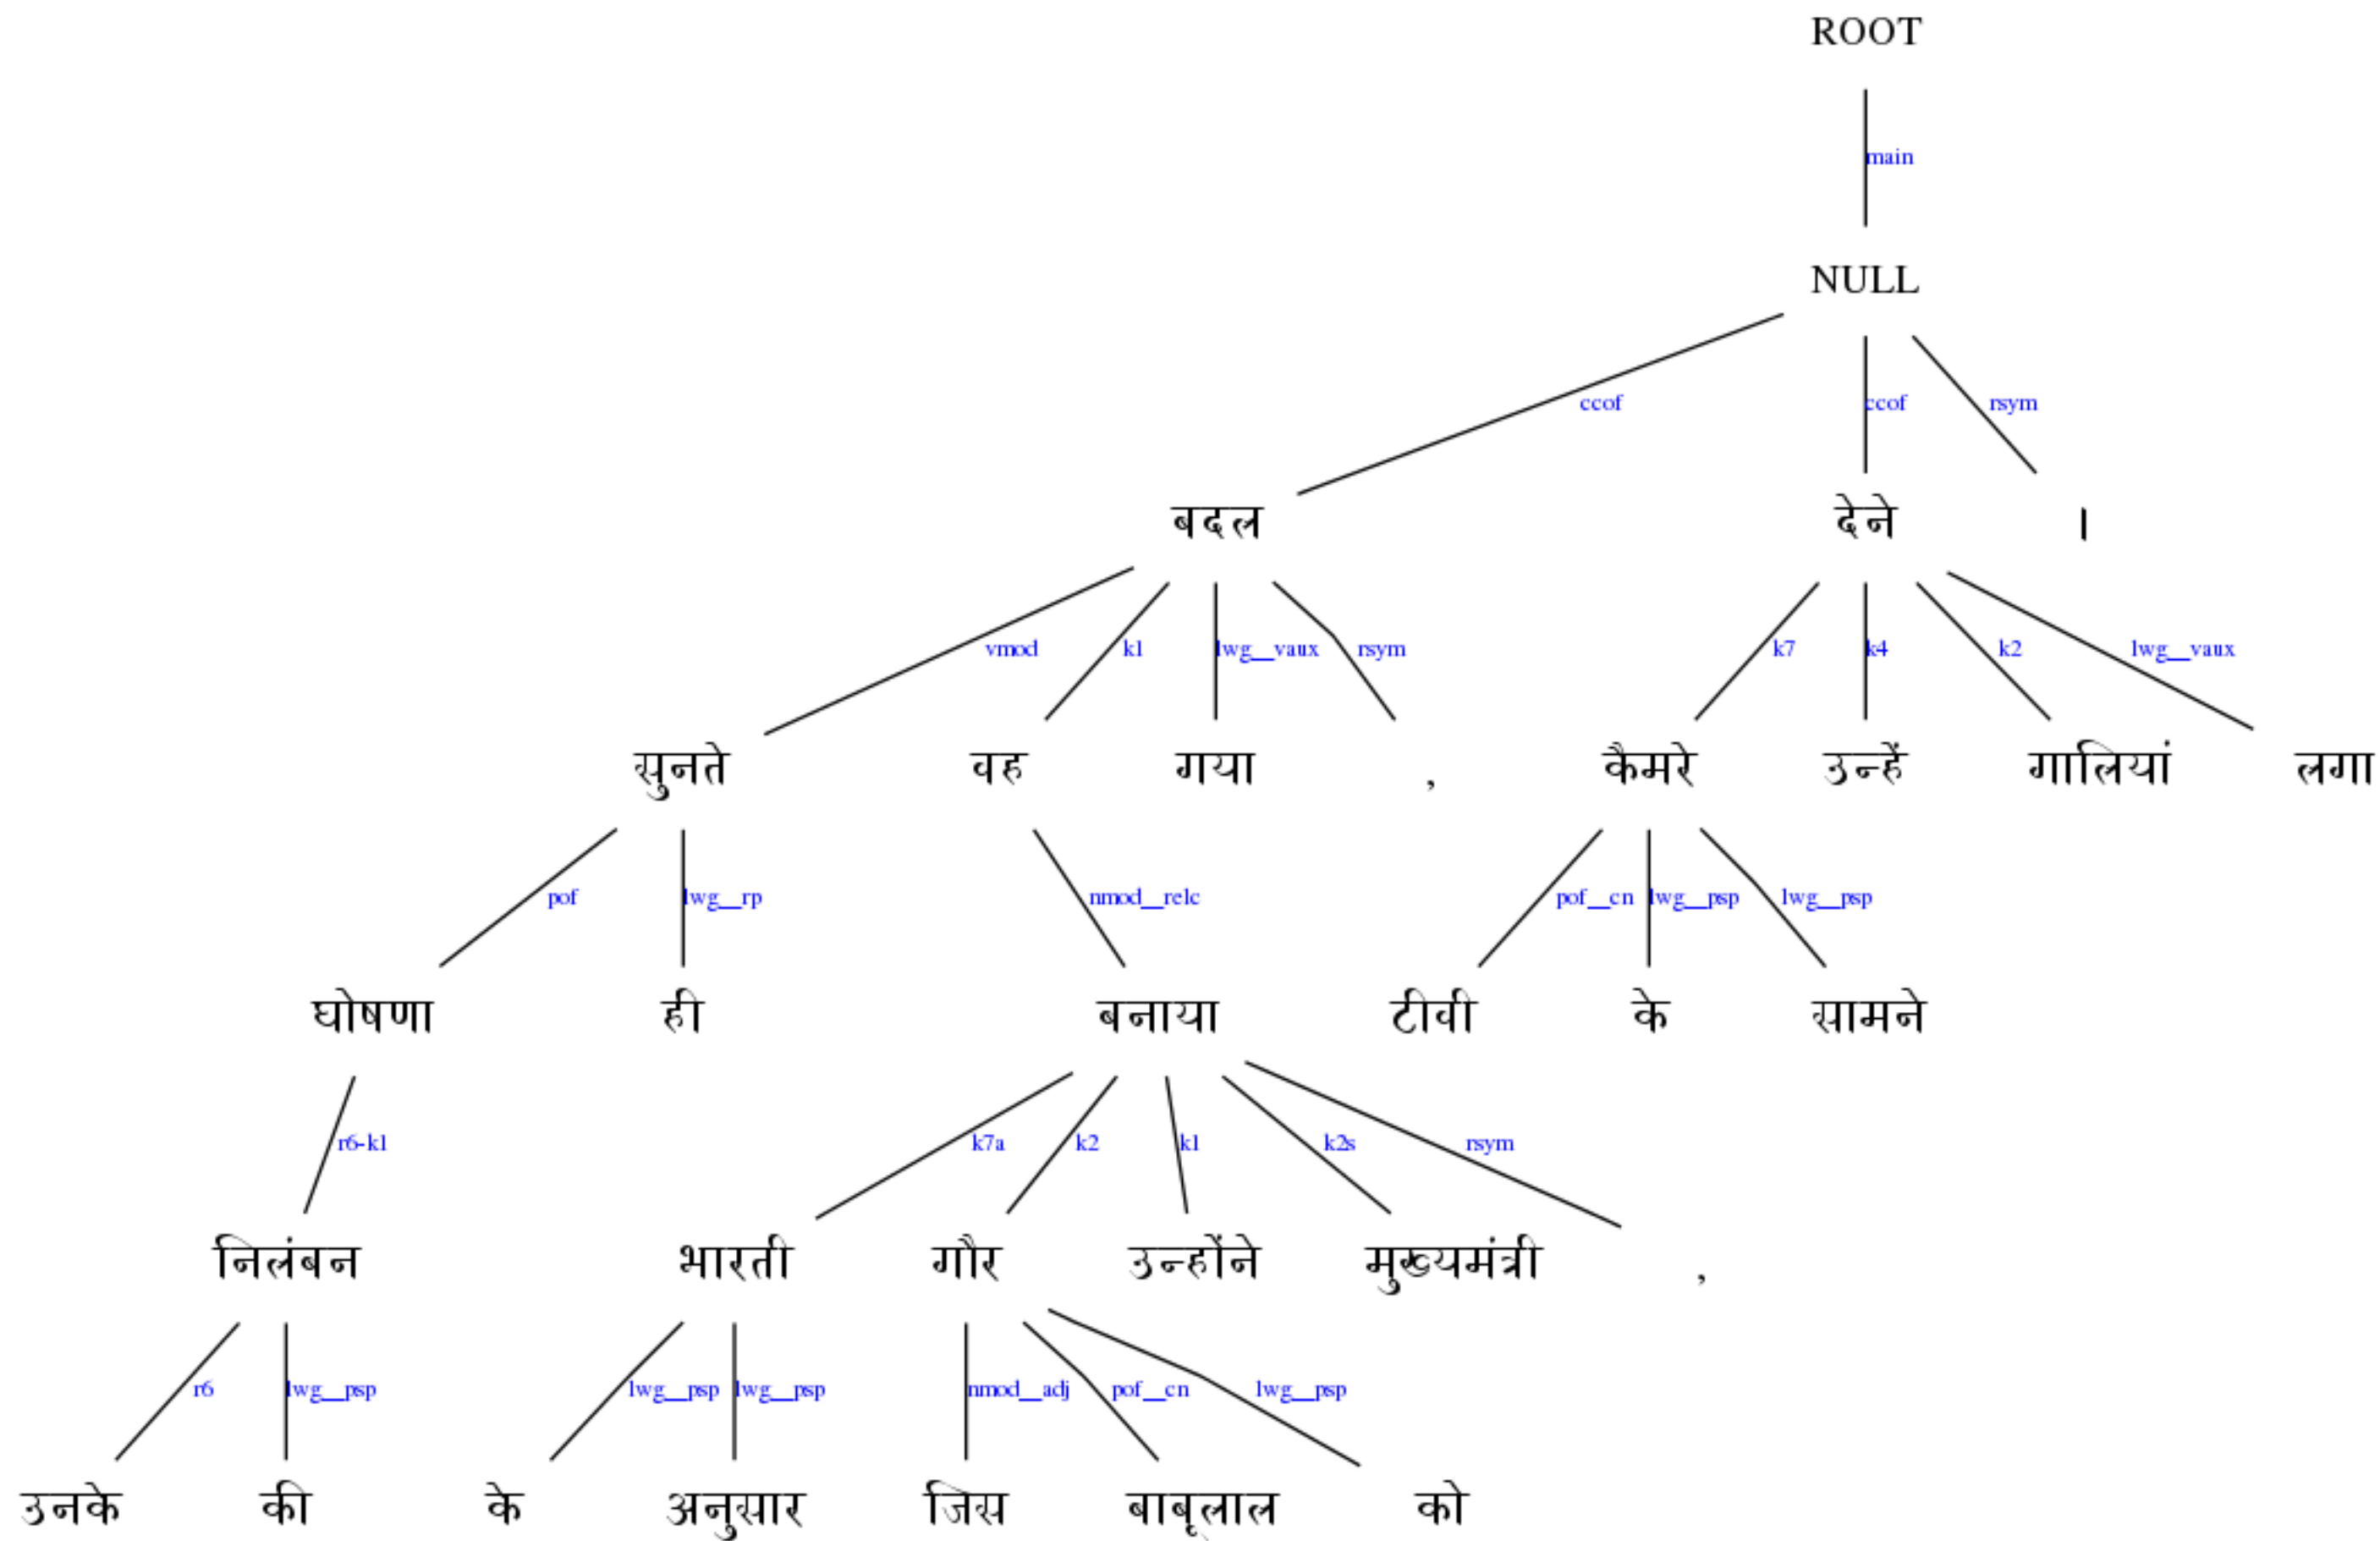 ROOT
main
NULL
ccof ccof rsym
बदल देने ।
vmod k1 lwg__vaux rsym k7 k4 k2 lwg__vaux
सुनते वह गया , कैमरे उन्हें गालियां लगा
pof lwg__rp nmod__relc pof__cn lwg__psp lwg__psp
घोषणा ही बनाया टीवी के सामने
r6-k1 k7a k2 k1 k2s rsym
निलंबन भारती गौर उन्होंने मुख्यमंत्री ,
r6 lwg__psp lwg__psp lwg__psp nmod__adj pof__cn lwg__psp
उनके की के अनुसार जिस बाबूलाल को